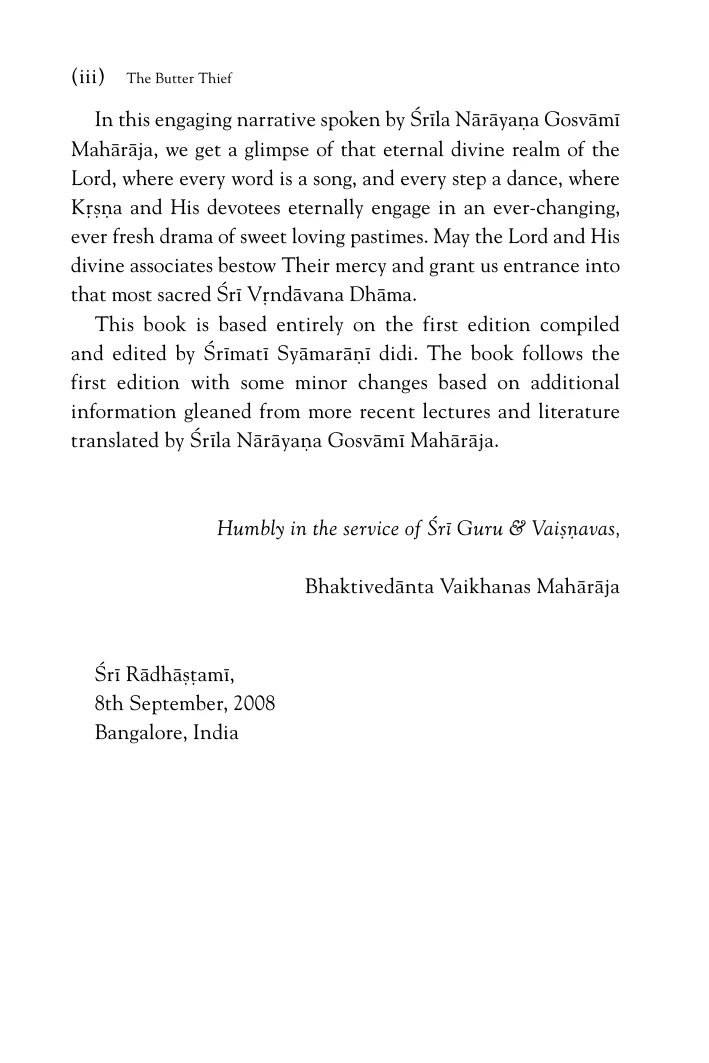 (iii) The Butter Thief
In this engaging narrative spoken by Śrīla Nārāyaṇa Gosvāmī
Mahārāja, we get a glimpse of that eternal divine realm of the
Lord, where every word is a song, and every step a dance, where
Kṛṣṇa and His devotees eternally engage in an ever-changing,
ever fresh drama of sweet loving pastimes. May the Lord and His
divine associates bestow Their mercy and grant us entrance into
that most sacred Śrī Vṛndāvana Dhāma.
This book is based entirely on the first edition compiled
and edited by Śrīmatī Syāmarāṇī didi. The book follows the
first edition with some minor changes based on additional
information gleaned from more recent lectures and literature
translated by Śrīla Nārāyaṇa Gosvāmī Mahārāja.
Humbly in the service of Śrī Guru & Vaiṣṇavas,
Bhaktivedānta Vaikhanas Mahārāja
Śrī Rādhāṣṭamī,
8th September, 2008
Bangalore, India